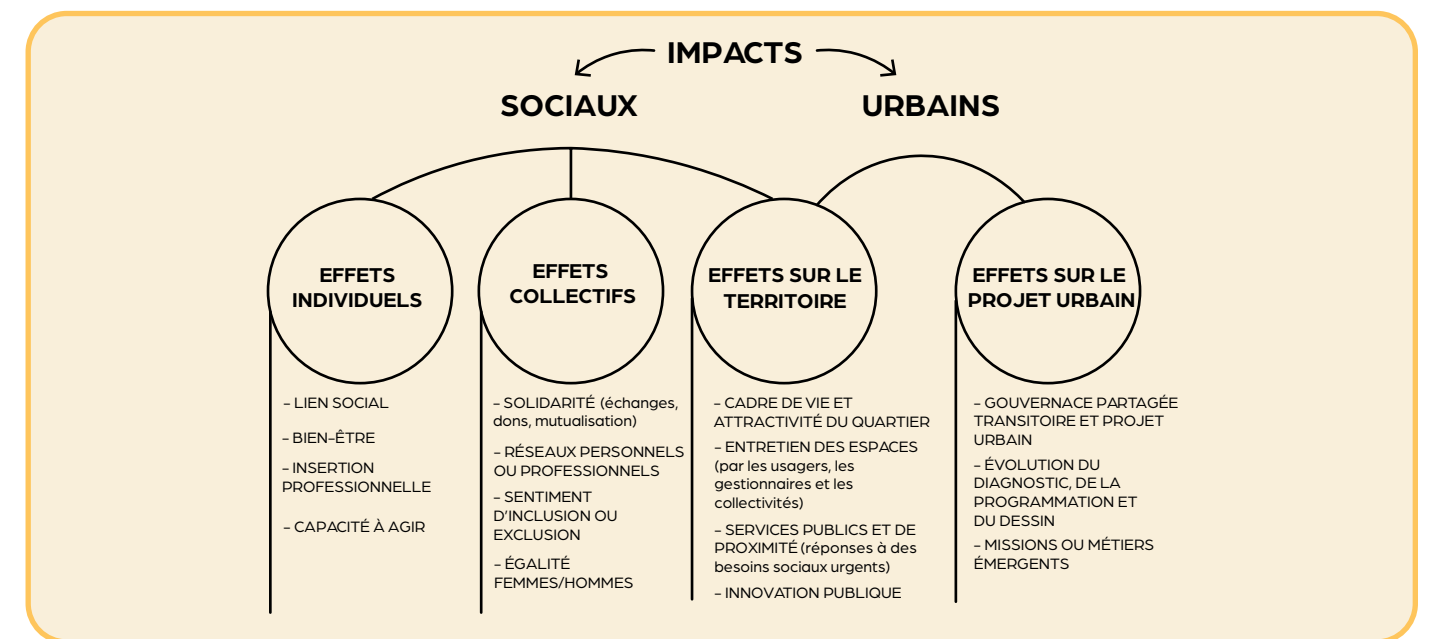 IMPACTS
SOCIAUX
URBAINS
EFFETS
INDIVIDUELS
- LIEN SOCIAL
- BIEN-ÊTRE
- INSERTION
PROFESSIONNELLE
- CAPACITÉ À AGIR
EFFETS
COLLECTIFS
- SOLIDARITÉ (échanges,
dons, mutualisation)
- RÉSEAUX PERSONNELS
OU PROFESSIONNELS
- SENTIMENT
D'INCLUSION OU
EXCLUSION
- ÉGALITÉ
FEMMES/HOMMES
EFFETS SUR LE
TERRITOIRE
- CADRE DE VIE ET
ATTRACTIVITÉ DU QUARTIER
- ENTRETIEN DES ESPACES
(par les usagers, les
gestionnaires et les
collectivités)
- SERVICES PUBLICS ET DE
PROXIMITÉ (réponses à des
besoins sociaux urgents)
- INNOVATION PUBLIQUE
EFFETS SUR LE
PROJET URBAIN
- GOUVERNACE PARTAGÉE
TRANSITOIRE ET PROJET
URBAIN
- ÉVOLUTION DU
DIAGNOSTIC, DE LA
PROGRAMMATION ET
DU DESSIN
- MISSIONS OU MÉTIERS
ÉMERGENTS